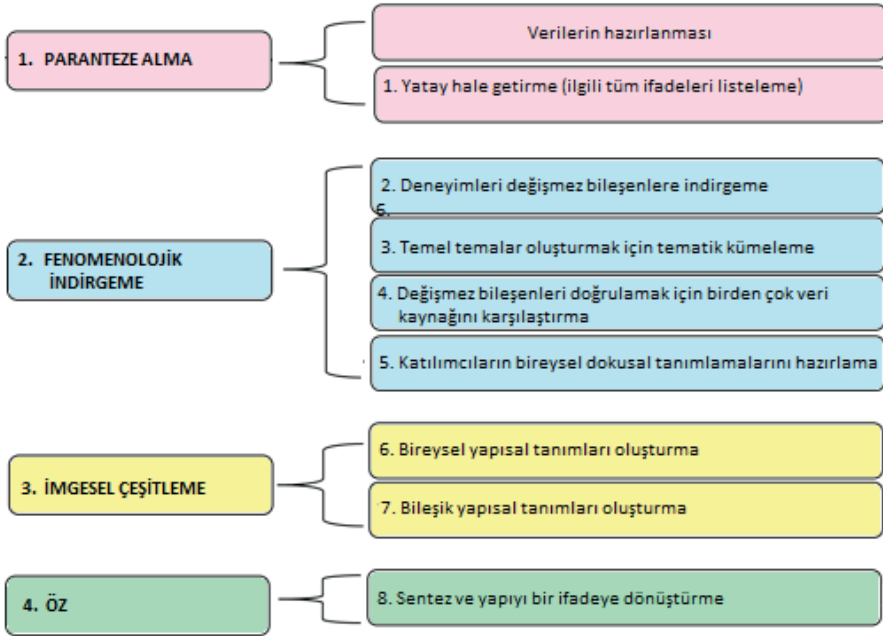 1. PARANTEZE ALMA
Verilerin hazırlanması
1. Yatay hale getirme (ilgili tüm ifadeleri listeleme)
2. FENOMENOLOJİK
İNDİRGEME
2. Deneyimleri değişmez bileşenlere indirgeme
6.
3. Temel temalar oluşturmak için tematik kümeleme
4. Değişmez bileşenleri doğrulamak için birden çok veri
kaynağını karşılaştırma
5. Katılımcıların bireysel dokusal tanımlamalarını hazırlama
3. İMGESEL ÇEŞİTLEME
6. Bireysel yapısal tanımları oluşturma
7. Bileşik yapısal tanımları oluşturma
4. ÖZ
8. Sentez ve yapıyı bir ifadeye dönüştürme